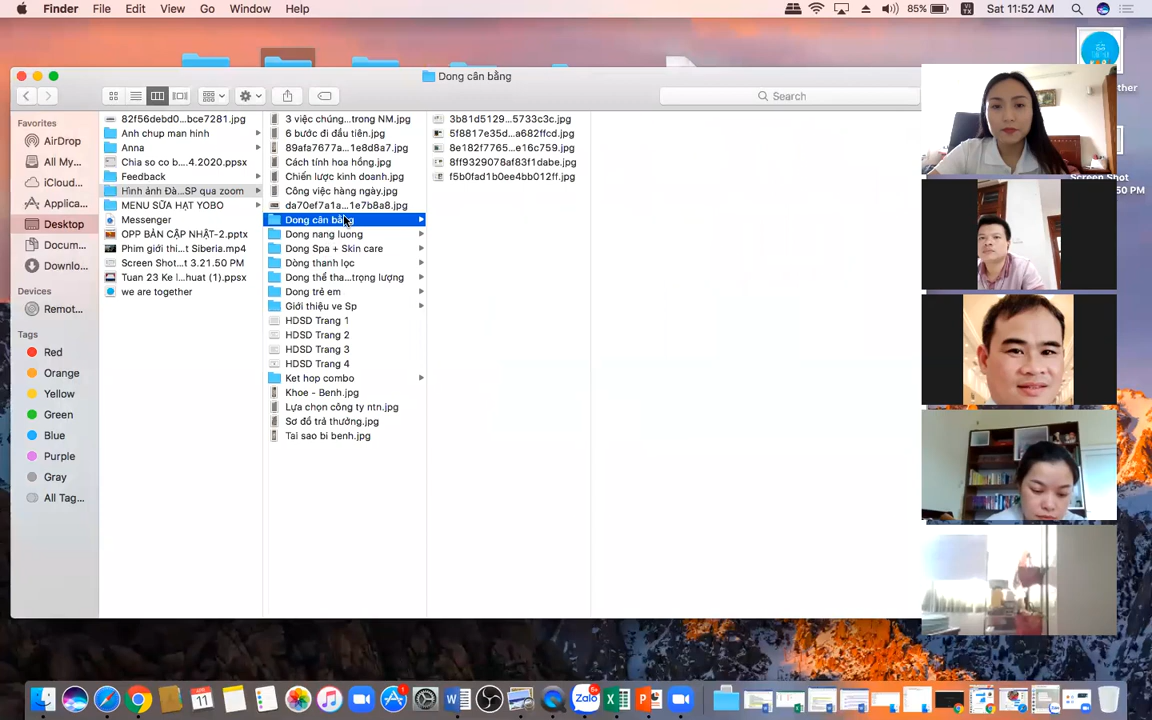 Finder File Edit View Go Window Help
85% Sat 11:52 AM
Dong cân bằng
Search
Favorites
AirDrop
All My...
iCloud...
Applica...
Desktop
Docum...
Downlo...
Devices
Remot...
Tags
Red
Orange
Yellow
Green
Blue
Purple
Gray
All Tag...
82f56debd0...bce7281.jpg
Anh chup man hinh
Anna
Chia so co b....4.2020.ppsx
Feedback
Hình ảnh Đà...SP qua zoom
MENU SỮA HẠT YOBO
Messenger
OPP BẢN CẬP NHẬT-2.pptx
Phim giới thi...t Siberia.mp4
Screen Shot...t 3.21.50 PM
Tuan 23 Ke l...huat (1).ppsx
we are together
3 việc chúng...trong NM.jpg
6 bước đi đầu tiên.jpg
89afa7677a...1e8d8a7.jpg
Cách tính hoa hồng.jpg
Chiến lược kinh doanh.jpg
Công việc hàng ngày.jpg
da70ef7a1a...1e7b8a8.jpg
Dong cân bằng
Dong nang luong
Dong Spa + Skin care
Dòng thanh lọc
Dong thể tha...trọng lượng
Dong trẻ em
Giới thiệu ve Sp
HDSD Trang 1
HDSD Trang 2
HDSD Trang 3
HDSD Trang 4
Ket hop combo
Khoe - Benh.jpg
Lựa chọn công ty ntn.jpg
Sơ đồ trả thưởng.jpg
Tai sao bi benh.jpg
3b81d5129...5733c3c.jpg
5f8817e35d...a682ffcd.jpg
8e182f7765...e16c759.jpg
8ff9329078af83f1dabe.jpg
f5b0fad1b0ee4bb012ff.jpg
ther
Shot
50 PM
11
Zalo